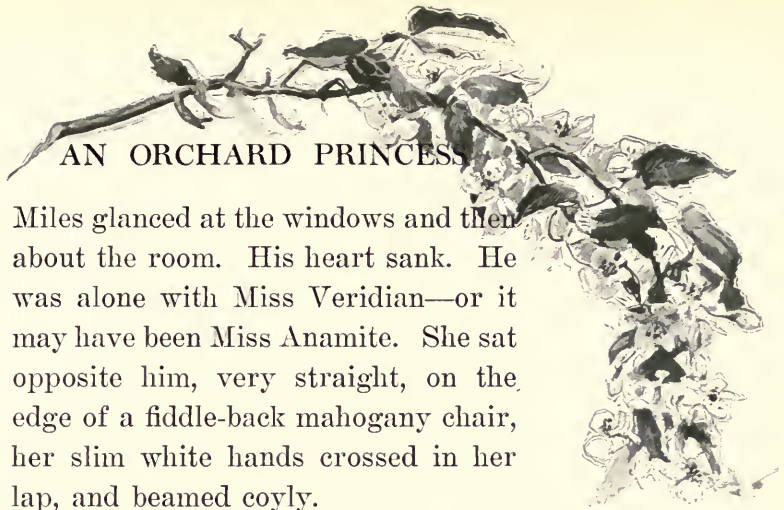 AN ORCHARD PRINCESS
Miles glanced at the windows and then
about the room. His heart sank. He
was alone with Miss Veridian—or it
may have been Miss Anamite. She sat
opposite him, very straight, on the
edge of a fiddle-back mahogany chair,
her slim white hands crossed in her
lap, and beamed coyly.